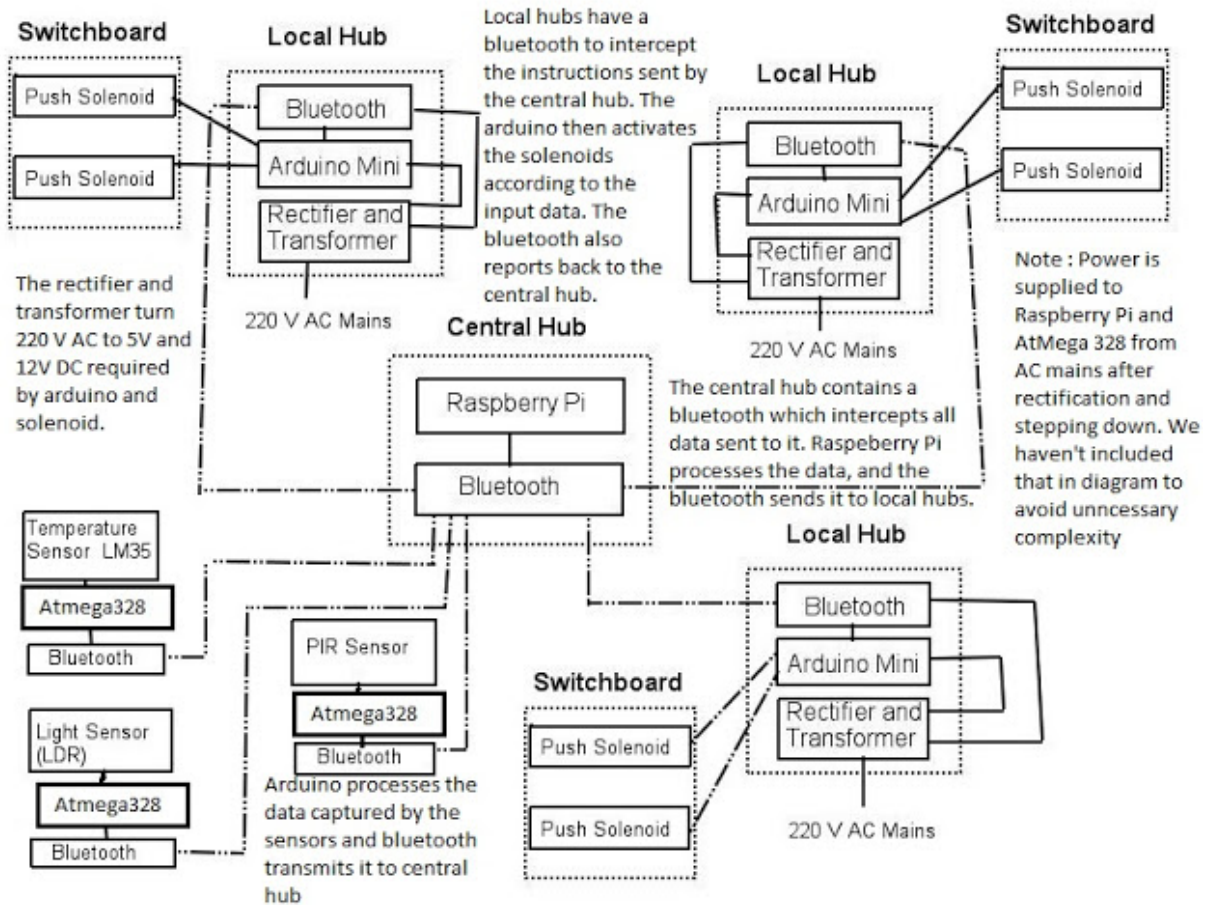 Switchboard
Push Solenoid
Push Solenoid
Local Hub
Bluetooth
Arduino Mini
Rectifier and
Transformer
220 V AC Mains
Local hubs have a
bluetooth to intercept
the instructions sent by
the central hub. The
arduino then activates
the solenoids
according to the
input data. The
bluetooth also
reports back to the
central hub.
Local Hub
Bluetooth
Arduino Mini
Rectifier and
Transformer
220 V AC Mains
Switchboard
Push Solenoid
Push Solenoid
The rectifier and
transformer turn
220 V AC to 5V and
12V DC required
by arduino and
solenoid.
Central Hub
Raspberry Pi
Bluetooth
The central hub contains a
bluetooth which intercepts all
data sent to it. Raspeberry Pi
processes the data, and the
bluetooth sends it to local hubs.
Note : Power is
supplied to
Raspberry Pi and
AtMega 328 from
AC mains after
rectification and
stepping down. We
haven't included
that in diagram to
avoid unncessary
complexity
Temperature
Sensor LM35
Atmega328
Bluetooth
Light Sensor
(LDR)
Atmega328
Bluetooth
PIR Sensor
Atmega328
Bluetooth
Arduino processes the
data captured by the
sensors and bluetooth
transmits it to central
hub
Switchboard
Push Solenoid
Push Solenoid
Local Hub
Bluetooth
Arduino Mini
Rectifier and
Transformer
220 V AC Mains